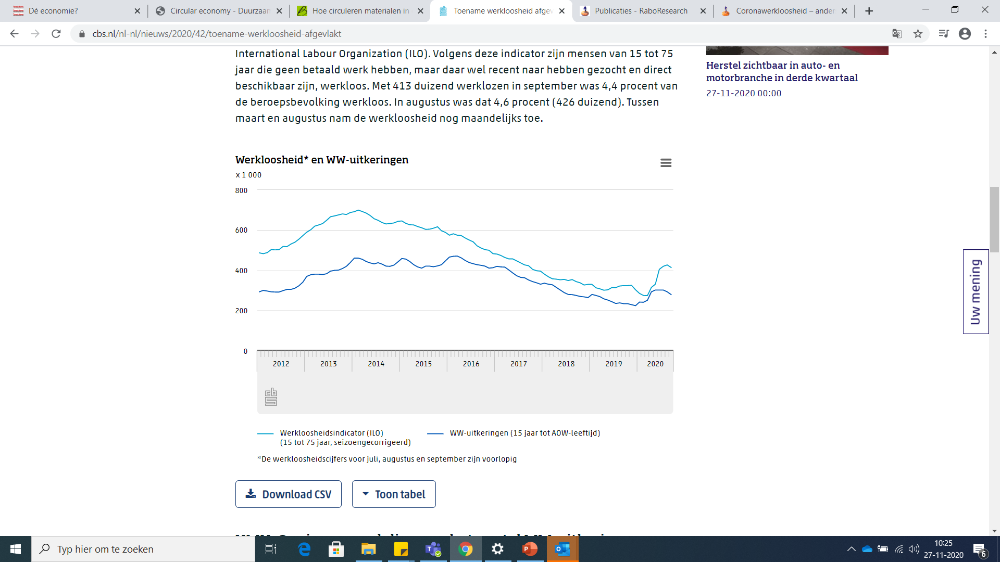 Dé economie?
Circular economy - Duurzaan
Hoe circuleren materialen in
Toename werkloosheid afgev
Publicaties - RaboResearch
Coronawerkloosheid – ander
cbs.nl/nl-nl/nieuws/2020/42/toename-werkloosheid-afgevlakt
International Labour Organization (ILO). Volgens deze indicator zijn mensen van 15 tot 75
jaar die geen betaald werk hebben, maar daar wel recent naar hebben gezocht en direct
beschikbaar zijn, werkloos. Met 413 duizend werklozen in september was 4,4 procent van
de beroepsbevolking werkloos. In augustus was dat 4,6 procent (426 duizend). Tussen
maart en augustus nam de werkloosheid nog maandelijks toe.
Herstel zichtbaar in auto- en
motorbranche in derde kwartaal
27-11-2020 00:00
Werkloosheid* en WW-uitkeringen
x 1 000
800
600
400
200
0
2012 2013 2014 2015 2016 2017 2018 2019 2020
cbs
Werkloosheidsindicator (ILO)
(15 tot 75 jaar, seizoengecorrigeerd)
WW-uitkeringen (15 jaar tot AOW-leeftijd)
*De werkloosheidscijfers voor juli, augustus en september zijn voorlopig
Download CSV
Toon tabel
Uw mening
Typ hier om te zoeken
10:25
27-11-2020
6